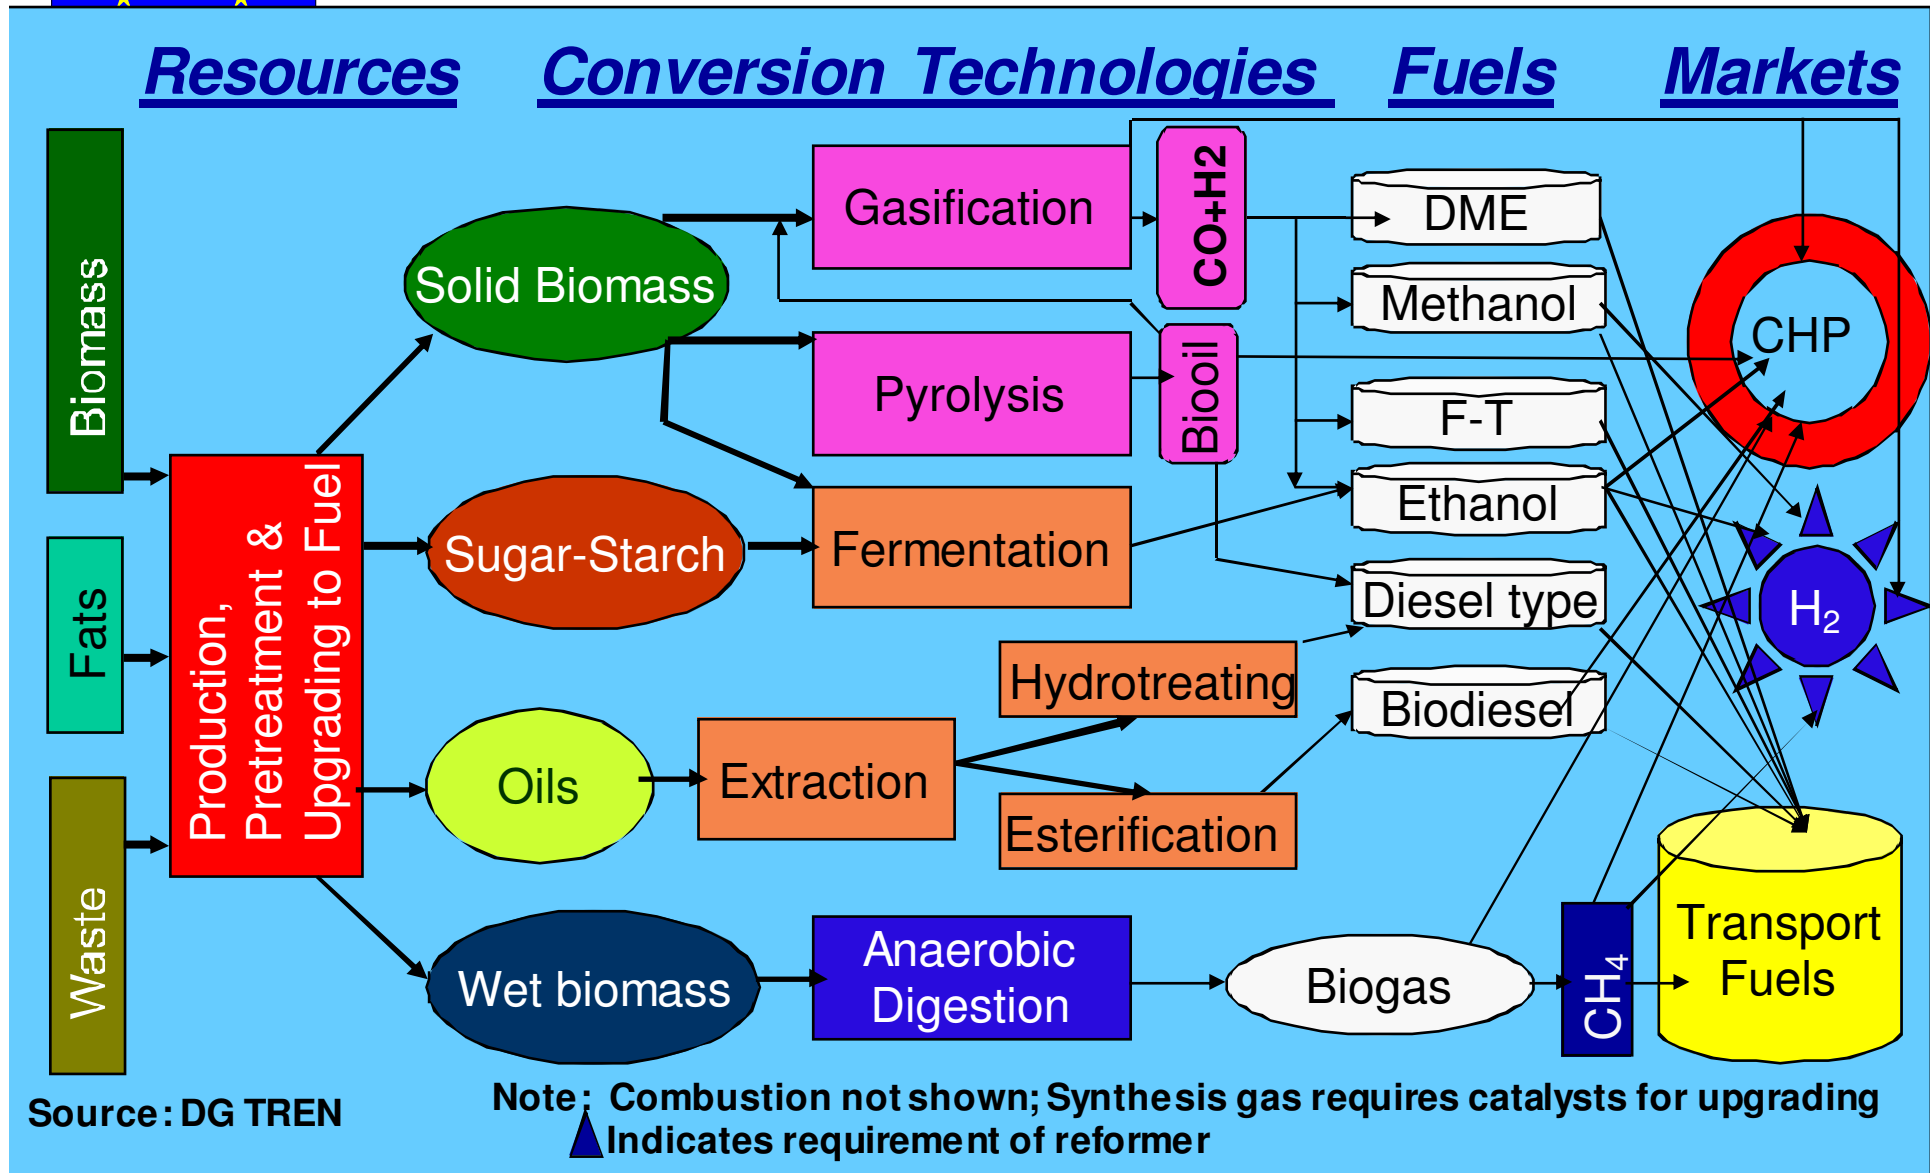 Resources
Conversion Technologies
Fuels
Markets
Biomass
Fats
Waste
Production,
Pretreatment &
Upgrading to Fuel
Solid Biomass
Sugar-Starch
Oils
Wet biomass
Gasification
Pyrolysis
Fermentation
Extraction
Hydrotreating
Esterification
Anaerobic
Digestion
CO+H2
Biooil
DME
Methanol
F-T
Ethanol
Diesel type
Biodiesel
Biogas
CH₄
CHP
H₂
Transport
Fuels
Source: DG TREN
Note: Combustion not shown; Synthesis gas requires catalysts for upgrading
Indicates requirement of reformer